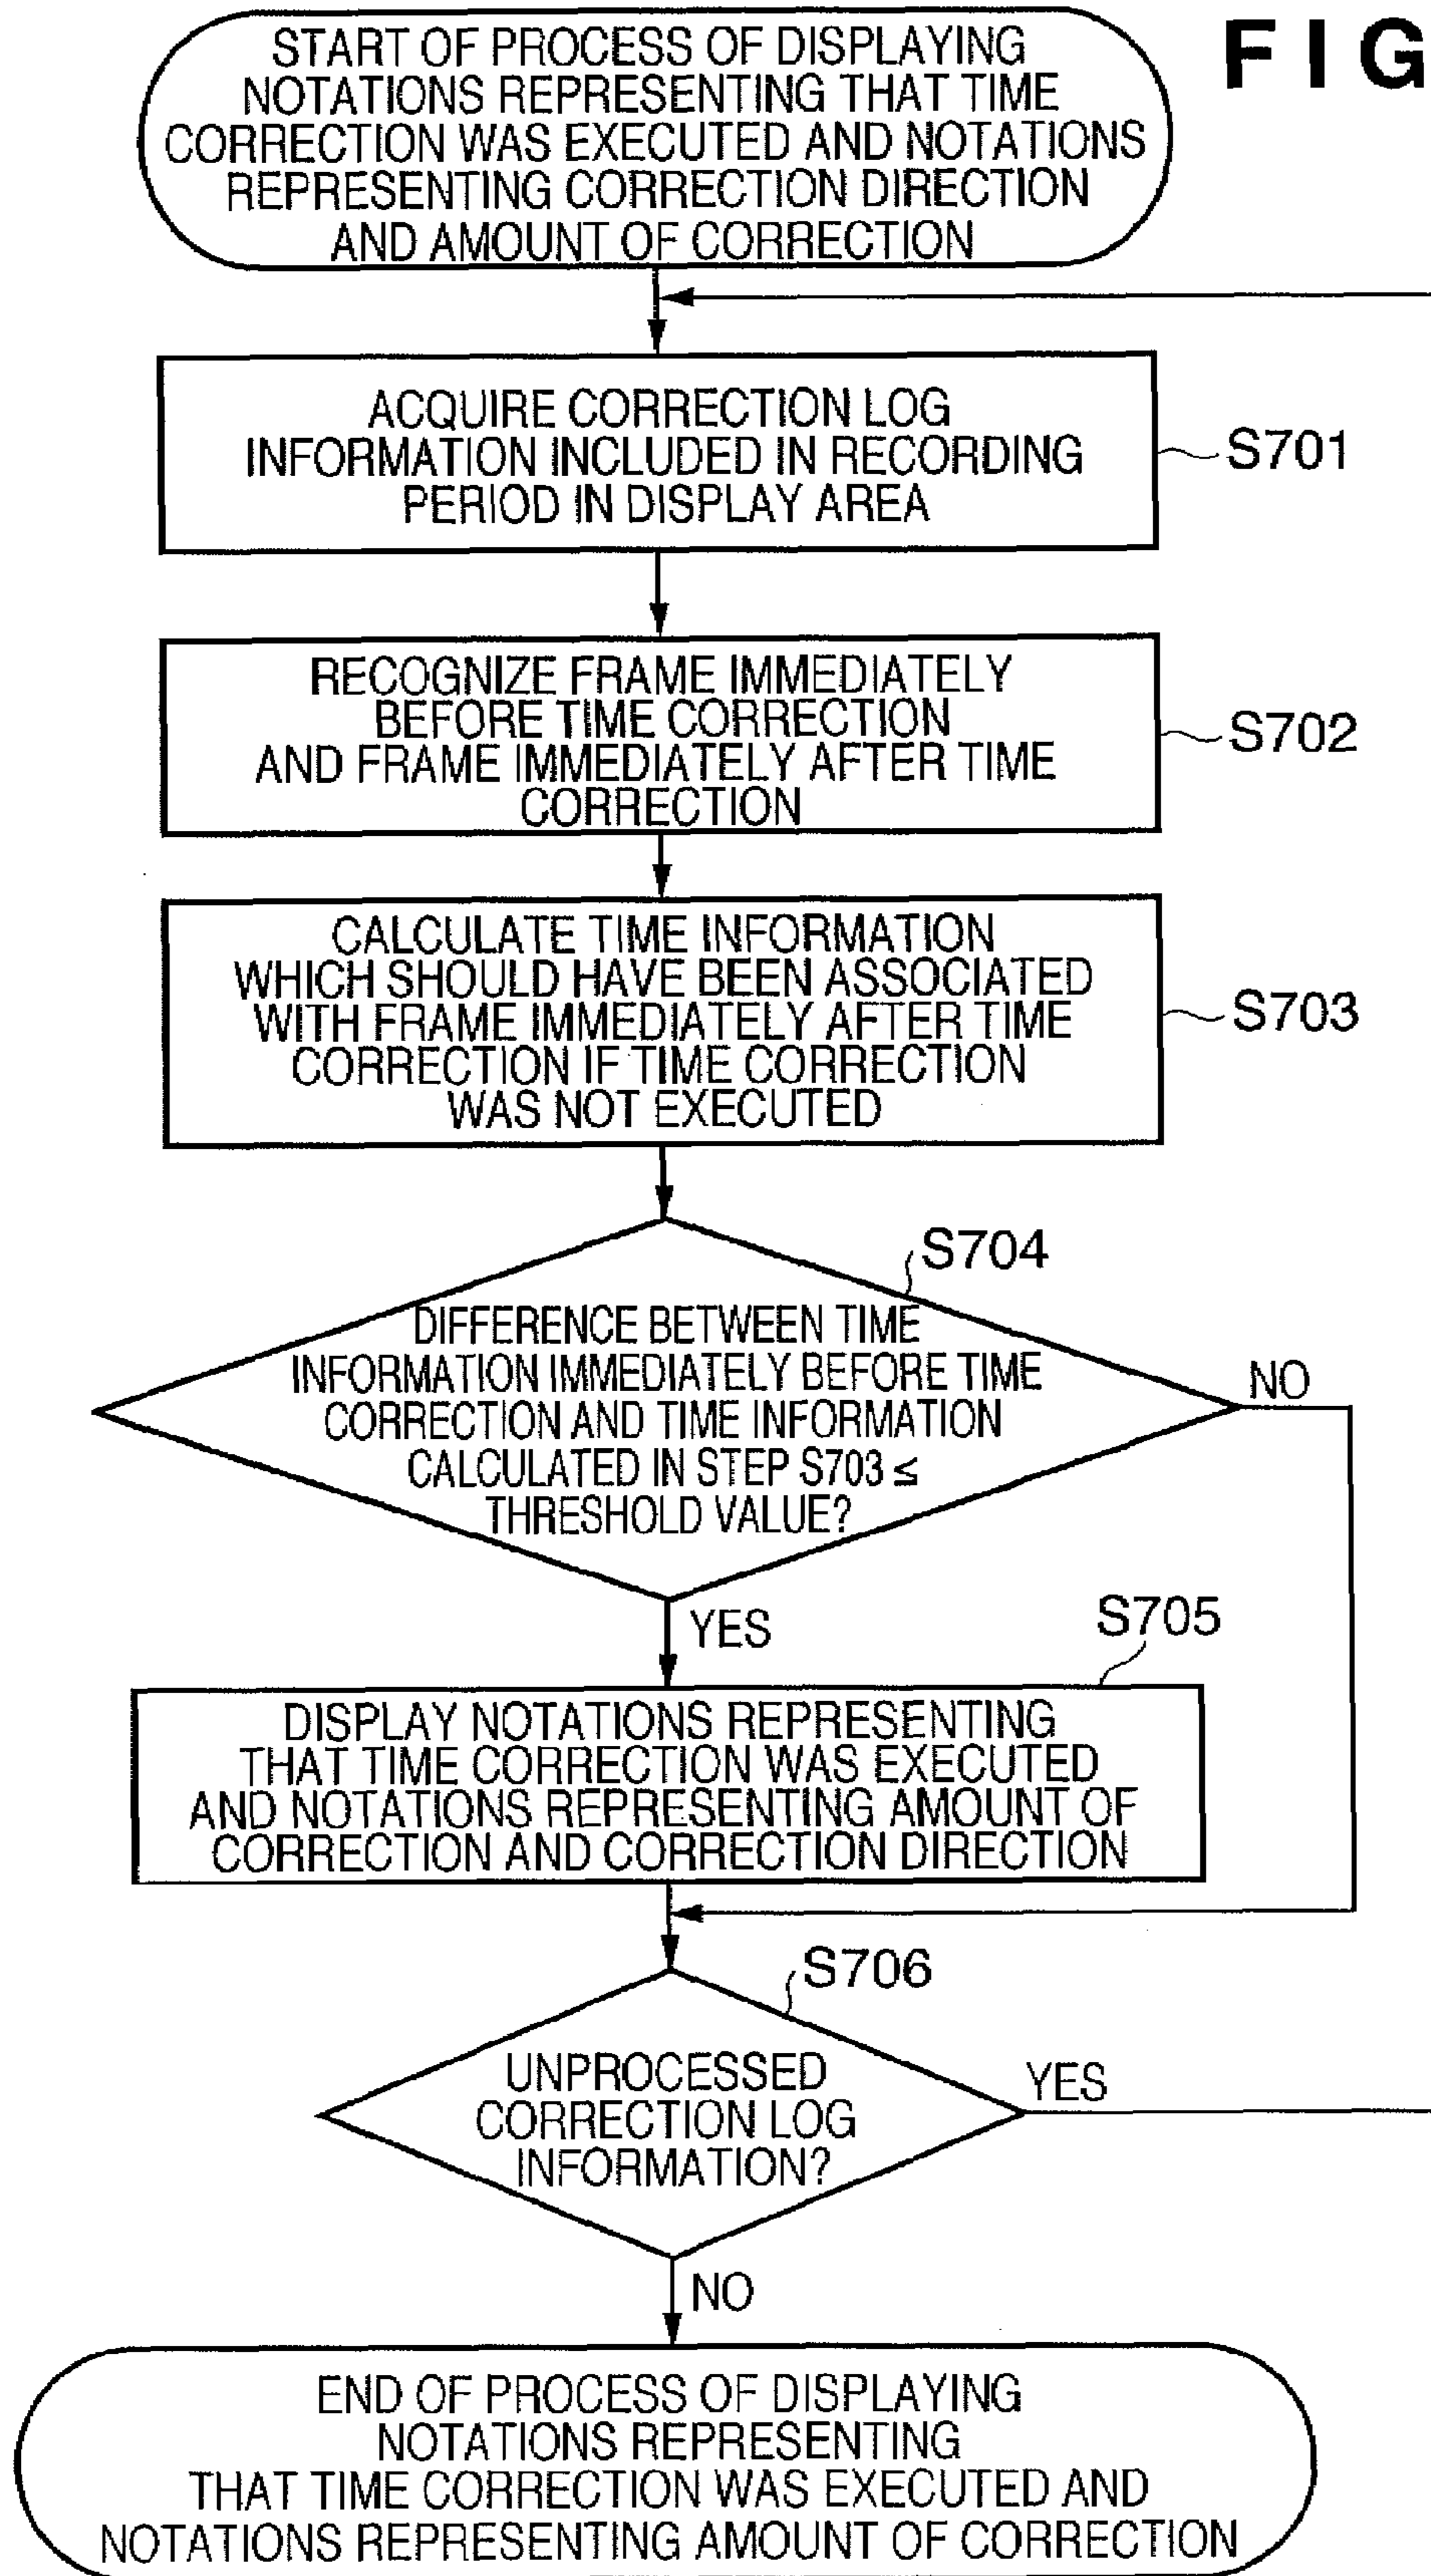 FIG
START OF PROCESS OF DISPLAYING
NOTATIONS REPRESENTING THAT TIME
CORRECTION WAS EXECUTED AND NOTATIONS
REPRESENTING CORRECTION DIRECTION
AND AMOUNT OF CORRECTION
ACQUIRE CORRECTION LOG
INFORMATION INCLUDED IN RECORDING
PERIOD IN DISPLAY AREA
S701
RECOGNIZE FRAME IMMEDIATELY
BEFORE TIME CORRECTION
AND FRAME IMMEDIATELY AFTER TIME
CORRECTION
S702
CALCULATE TIME INFORMATION
WHICH SHOULD HAVE BEEN ASSOCIATED
WITH FRAME IMMEDIATELY AFTER TIME
CORRECTION IF TIME CORRECTION
WAS NOT EXECUTED
S703
S704
DIFFERENCE BETWEEN TIME
INFORMATION IMMEDIATELY BEFORE TIME
CORRECTION AND TIME INFORMATION
CALCULATED IN STEP S703 ≤
THRESHOLD VALUE?
NO
YES
S705
DISPLAY NOTATIONS REPRESENTING
THAT TIME CORRECTION WAS EXECUTED
AND NOTATIONS REPRESENTING AMOUNT OF
CORRECTION AND CORRECTION DIRECTION
S706
UNPROCESSED
CORRECTION LOG
INFORMATION?
YES
NO
END OF PROCESS OF DISPLAYING
NOTATIONS REPRESENTING
THAT TIME CORRECTION WAS EXECUTED AND
NOTATIONS REPRESENTING AMOUNT OF CORRECTION